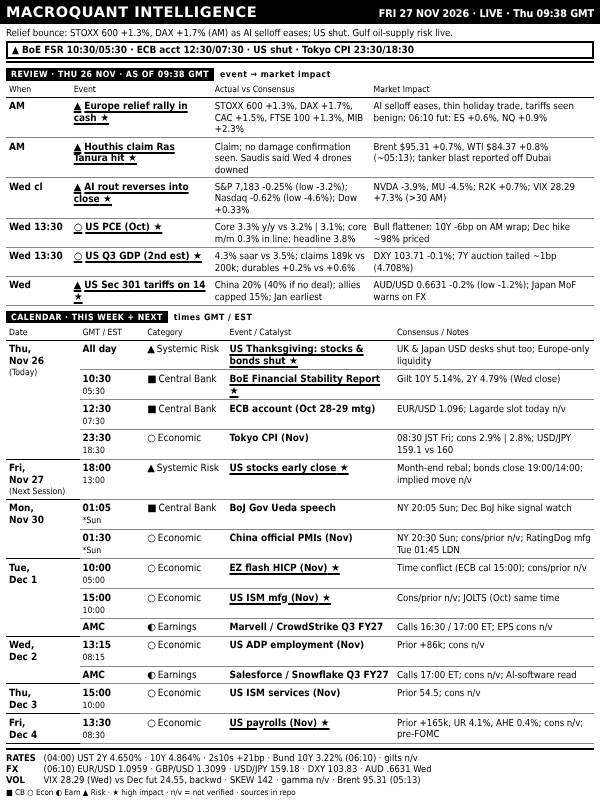 MACROQUANT INTELLIGENCE FRI 27 NOV 2026 · LIVE · Thu 09:38 GMT
Relief bounce: STOXX 600 +1.3%, DAX +1.7% (AM) as AI selloff eases; US shut. Gulf oil-supply risk live.
▲ BoE FSR 10:30/05:30 · ECB acct 12:30/07:30 · US shut · Tokyo CPI 23:30/18:30
REVIEW · THU 26 NOV · AS OF 09:38 GMT event → market impact
When Event Actual vs Consensus Market Impact
AM ▲ Europe relief rally in STOXX 600 +1.3%, DAX +1.7%, AI selloff eases, thin holiday trade, tariffs seen
cash ★ CAC +1.5%, FTSE 100 +1.3%, MIB benign; 06:10 fut: ES +0.6%, NQ +0.9%
+2.3%
AM ▲ Houthis claim Ras Claim; no damage confirmation Brent $95.31 +0.7%, WTI $84.37 +0.8%
Tanura hit ★ seen. Saudis said Wed 4 drones (~05:13); tanker blast reported off Dubai
downed
Wed cl ▲ AI rout reverses into S&P 7,183 -0.25% (low -3.2%); NVDA -3.9%, MU -4.5%; R2K +0.7%; VIX 28.29
close ★ Nasdaq -0.62% (low -4.6%); Dow +7.3% (>30 AM)
+0.33%
Wed 13:30 ○ US PCE (Oct) ★ Core 3.3% y/y vs 3.2% | 3.1%; core Bull flattener: 10Y -6bp on AM wrap; Dec hike
m/m 0.3% in line; headline 3.8% ~98% priced
Wed 13:30 ○ US Q3 GDP (2nd est) ★ 4.3% saar vs 3.5%; claims 189k vs DXY 103.71 -0.1%; 7Y auction tailed ~1bp
200k; durables +0.2% vs +0.6% (4.708%)
Wed ▲ US Sec 301 tariffs on 14 China 20% (40% if no deal); allies AUD/USD 0.6631 -0.2% (low -1.2%); Japan MoF
★ capped 15%; Jan earliest warns on FX
CALENDAR · THIS WEEK + NEXT times GMT / EST
Date GMT / EST Category Event / Catalyst Consensus / Notes
Thu, All day ▲ Systemic Risk US Thanksgiving: stocks & UK & Japan USD desks shut too; Europe-only
Nov 26 bonds shut ★ liquidity
(Today)
10:30 ■ Central Bank BoE Financial Stability Report Gilt 10Y 5.14%, 2Y 4.79% (Wed close)
05:30 ★
12:30 ■ Central Bank ECB account (Oct 28-29 mtg) EUR/USD 1.096; Lagarde slot today n/v
07:30
23:30 ○ Economic Tokyo CPI (Nov) 08:30 JST Fri; cons 2.9% | 2.8%; USD/JPY
18:30 159.1 vs 160
Fri, 18:00 ▲ Systemic Risk US stocks early close ★ Month-end rebal; bonds close 19:00/14:00;
Nov 27 13:00 implied move n/v
(Next Session)
Mon, 01:05 ■ Central Bank BoJ Gov Ueda speech NY 20:05 Sun; Dec BoJ hike signal watch
Nov 30 *Sun
01:30 ○ Economic China official PMIs (Nov) NY 20:30 Sun; cons/prior n/v; RatingDog mfg
*Sun Tue 01:45 LDN
Tue, 10:00 ○ Economic EZ flash HICP (Nov) ★ Time conflict (ECB cal 15:00); cons/prior n/v
Dec 1 05:00
15:00 ○ Economic US ISM mfg (Nov) ★ Cons/prior n/v; JOLTS (Oct) same time
10:00
AMC ◐ Earnings Marvell / CrowdStrike Q3 FY27 Calls 16:30 / 17:00 ET; EPS cons n/v
Wed, 13:15 ○ Economic US ADP employment (Nov) Prior +86k; cons n/v
Dec 2 08:15
AMC ◐ Earnings Salesforce / Snowflake Q3 FY27 Calls 17:00 ET; cons n/v; AI-software read
Thu, 15:00 ○ Economic US ISM services (Nov) Prior 54.5; cons n/v
Dec 3 10:00
Fri, 13:30 ○ Economic US payrolls (Nov) ★ Prior +165k, UR 4.1%, AHE 0.4%; cons n/v;
Dec 4 08:30 pre-FOMC
RATES (04:00) UST 2Y 4.650% · 10Y 4.864% · 2s10s +21bp · Bund 10Y 3.22% (06:10) · gilts n/v
FX (06:10) EUR/USD 1.0959 · GBP/USD 1.3099 · USD/JPY 159.18 · DXY 103.83 · AUD .6631 Wed
VOL VIX 28.29 (Wed) vs Dec fut 24.55, backwd · SKEW 142 · gamma n/v · Brent 95.31 (05:13)
■ CB ○ Econ ◐ Earn ▲ Risk · ★ high impact · n/v = not verified · sources in repo